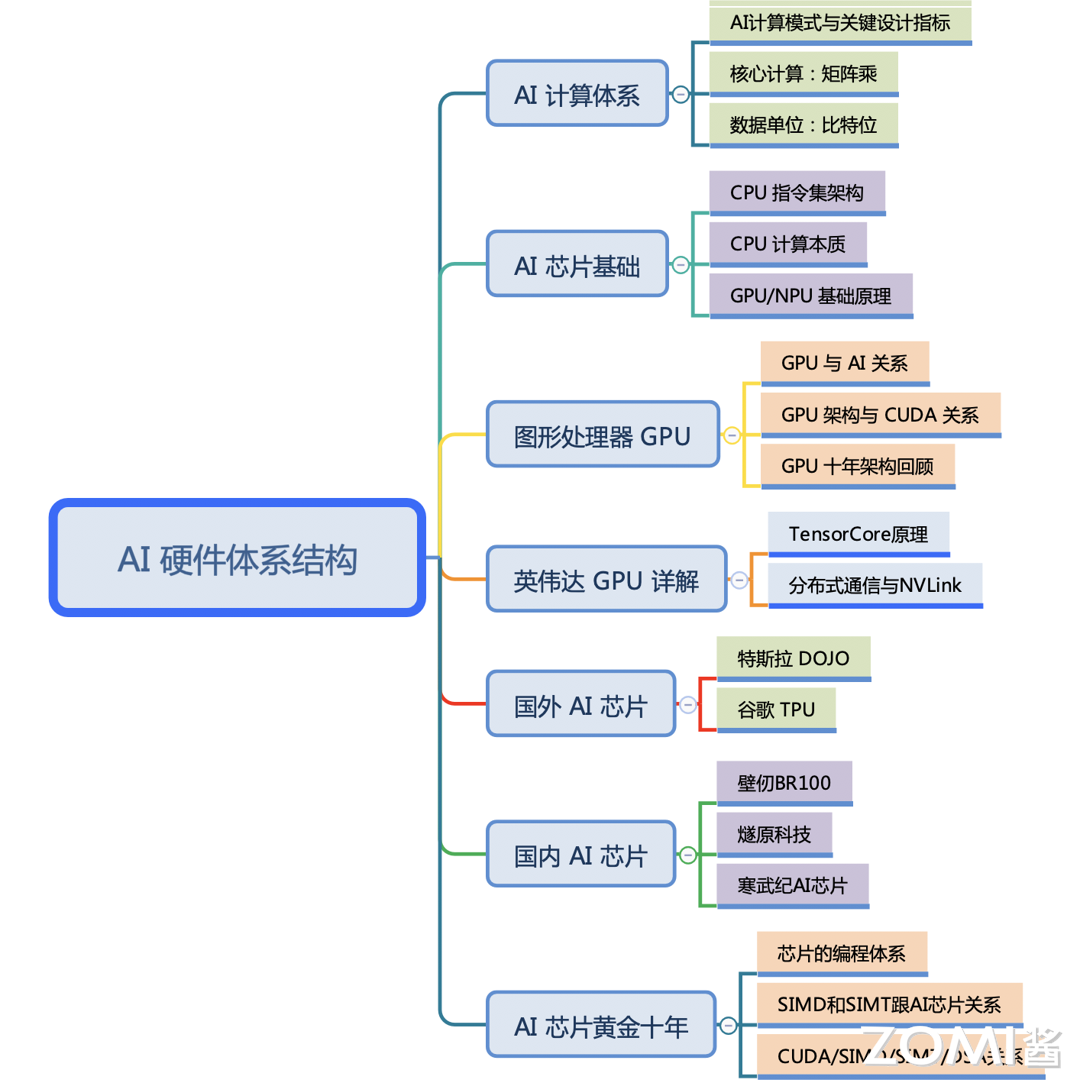 AI计算模式与关键设计指标
AI 计算体系
核心计算：矩阵乘
数据单位：比特位
CPU 指令集架构
AI 芯片基础
CPU 计算本质
GPU/NPU 基础原理
GPU 与 AI 关系
图形处理器 GPU
GPU 架构与 CUDA 关系
GPU 十年架构回顾
AI 硬件体系结构
英伟达 GPU 详解
TensorCore原理
分布式通信与NVLink
国外 AI 芯片
特斯拉 DOJO
谷歌 TPU
国内 AI 芯片
壁仞BR100
燧原科技
寒武纪AI芯片
AI 芯片黄金十年
芯片的编程体系
SIMD和SIMT跟AI芯片关系
CUDA/SIMD/SIMT/DSA关系
ZOMI酱